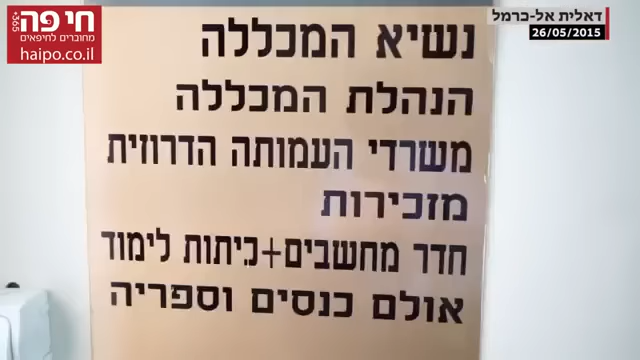 חי פה
365+
מחוברים לחיפאים
haipo.co.il
דאלית אל-כרמל
26/05/2015
נשיא המכללה
הנהלת המכללה
משרדי העמותה הדרוזית
מזכירות
חדר מחשבים+כיתות לימוד
אולם כנסים וספריה